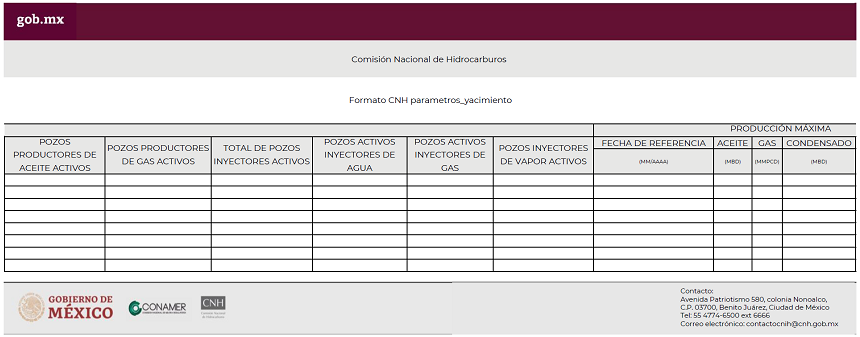 gob.mx
Comisión Nacional de Hidrocarburos
Formato CNH parametros_yacimiento
PRODUCCIÓN MÁXIMA
POZOS
PRODUCTORES DE
ACEITE ACTIVOS
POZOS PRODUCTORES
DE GAS ACTIVOS
TOTAL DE POZOS
INYECTORES ACTIVOS
POZOS ACTIVOS
INYECTORES DE
AGUA
POZOS ACTIVOS
INYECTORES DE
GAS
POZOS INYECTORES
DE VAPOR ACTIVOS
FECHA DE REFERENCIA
(MM/AAAA)
ACEITE
(MBD)
GAS
(MMPCD)
CONDENSADO
(MBD)
GOBIERNO DE
MÉXICO
CONAMER
CNH
Comisión Nacional
de Hidrocarburos
Contacto:
Avenida Patriotismo 580, colonia Nonoalco,
C.P. 03700, Benito Juárez, Ciudad de México
Tel: 55 4774-6500 ext 6666
Correo electrónico: contactocnih@cnh.gob.mx